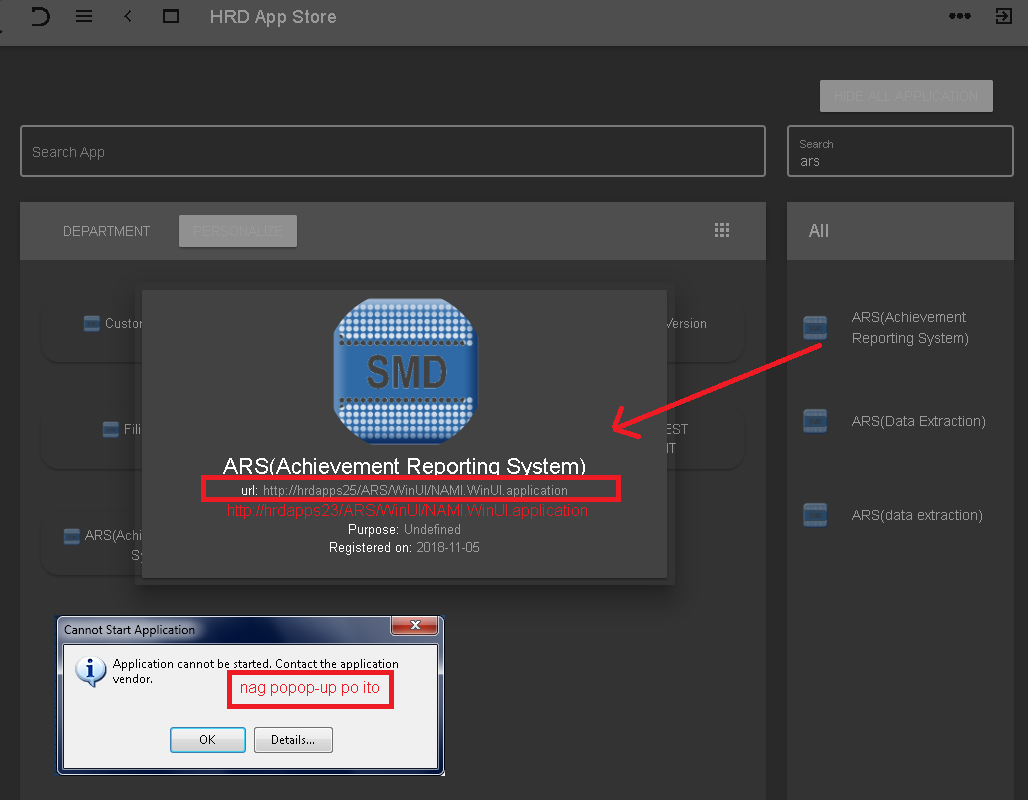 HRD App Store
HIDE ALL APPLICATION
Search App
Search
ars
DEPARTMENT
PERSONALIZE
All
Custo
Version
SMD
ARS(Achievement
Reporting System)
Fili
EST
IT
ARS(Data Extraction)
ARS(Achievement Reporting System)
url: http://hrdapps25/ARS/WinUI/NAMI.WinUI.application
http://hrdapps23/ARS/WinUI/NAMI.WinUI.application
Purpose: Undefined
Registered on: 2018-11-05
ARS(Achi
Sy
ARS(data extraction)
Cannot Start Application
Application cannot be started. Contact the application
vendor.
nag popop-up po ito
OK
Details...